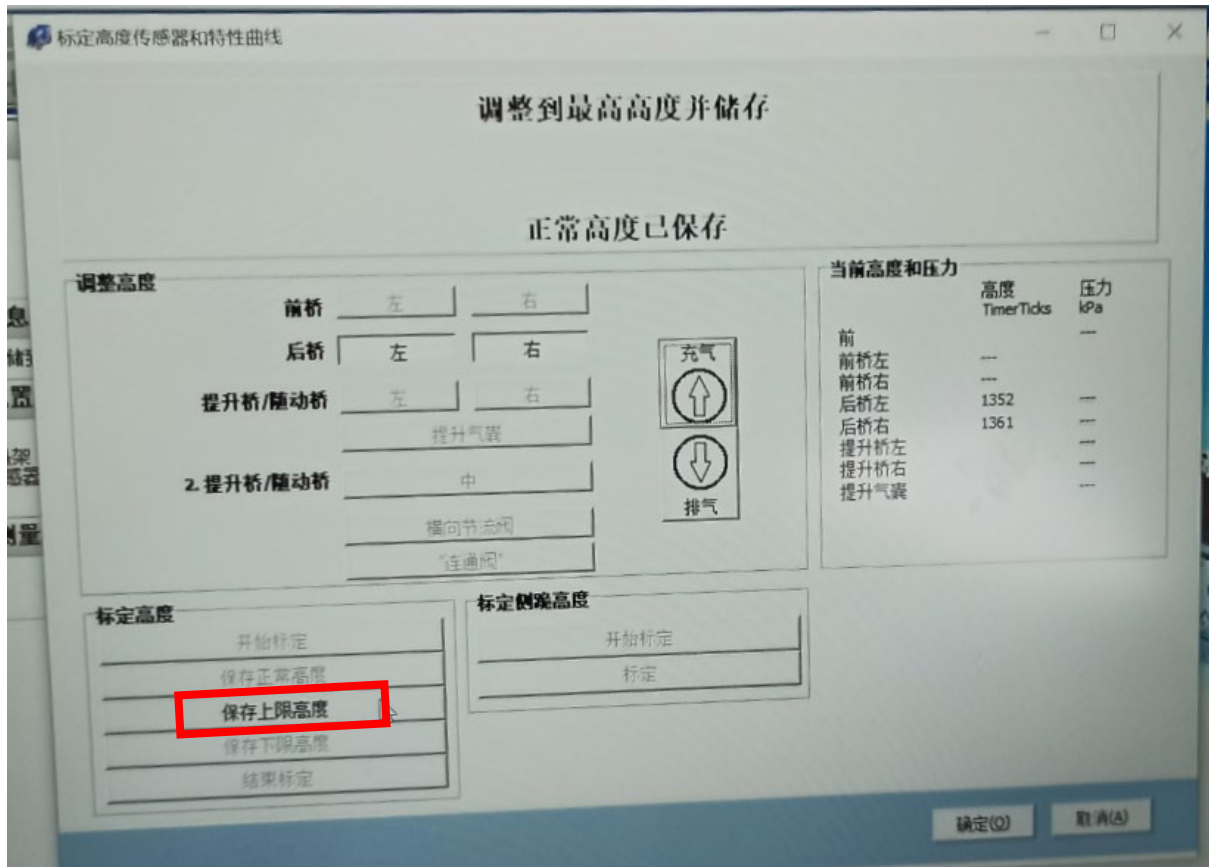 标定高度传感器和特性曲线
调整到最高高度并储存
正常高度已保存
调整高度
前桥 左 右
后桥 左 右
提升桥/随动桥 左 右
提升气囊
2. 提升桥/随动桥 中
横向节流阀
"连通阀"
充气
排气
当前高度和压力
高度 压力
TimerTicks kPa
前 ---
前桥左 ---
前桥右 ---
后桥左 1352 ---
后桥右 1361 ---
提升桥左 ---
提升桥右 ---
提升气囊 ---
标定高度
开始标定
保存正常高度
保存上限高度
保存下限高度
结束标定
标定侧跪高度
开始标定
标定
确定(O)
取消(A)
息
置
架
感器
测量